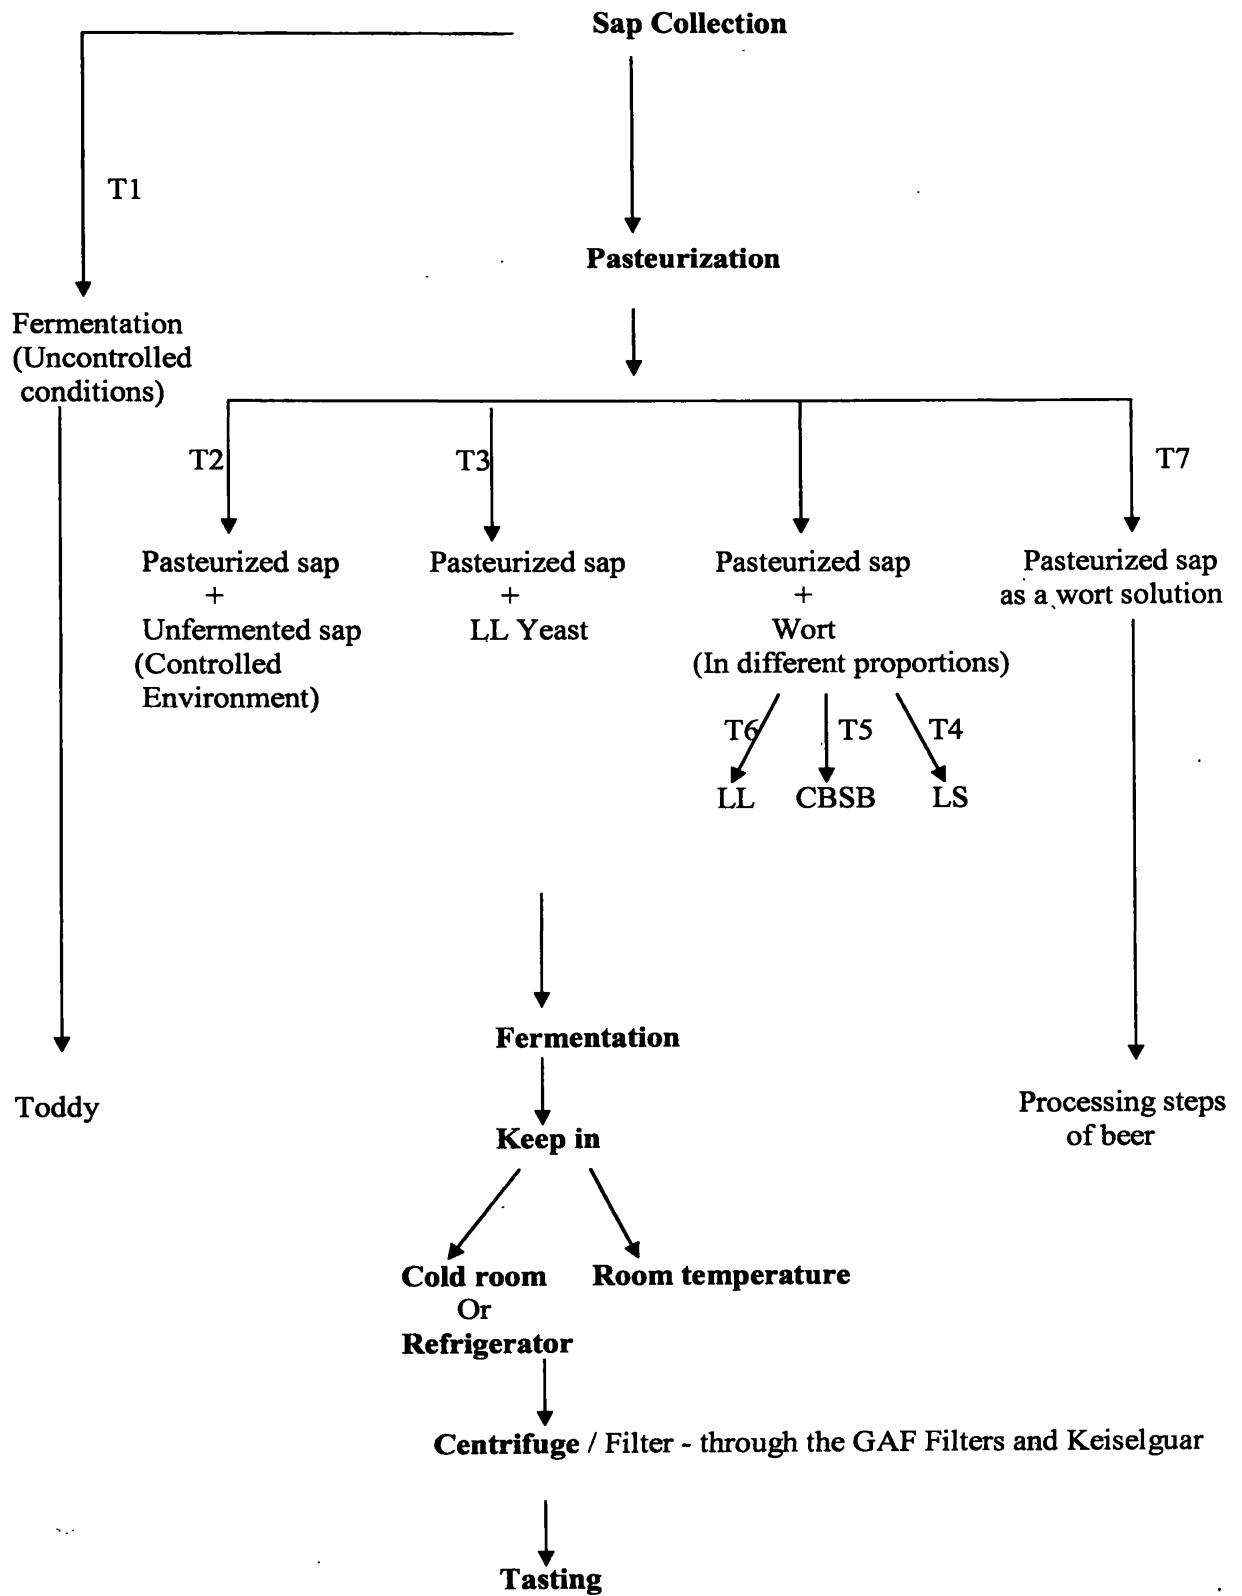 Sap Collection
T1
Pasteurization
Fermentation
(Uncontrolled
conditions)
T2
T3
T7
Pasteurized sap
+
Unfermented sap
(Controlled
Environment)
Pasteurized sap
+
LL Yeast
Pasteurized sap
+
Wort
(In different proportions)
T6
T5
T4
LL
CBSB
LS
Pasteurized sap
as a wort solution
Fermentation
Keep in
Toddy
Processing steps
of beer
Cold room
Or
Refrigerator
Room temperature
Centrifuge / Filter - through the GAF Filters and Keiselguar
Tasting